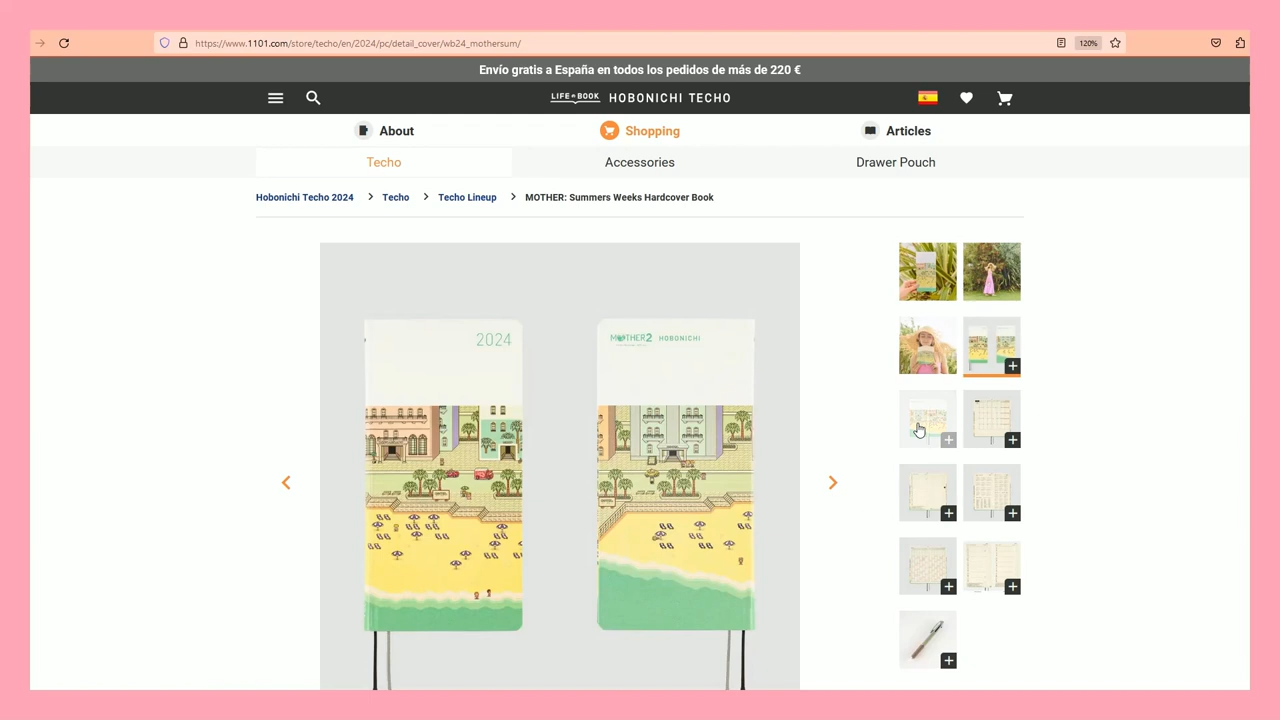 https://www.1101.com/store/techo/en/2024/pc/detail_cover/wb24_mothersum/
120%
Envío gratis a España en todos los pedidos de más de 220 €
LIFE BOOK HOBONICHI TECHO
About
Shopping
Articles
Techo
Accessories
Drawer Pouch
Hobonichi Techo 2024 > Techo > Techo Lineup > MOTHER: Summers Weeks Hardcover Book
2024
MOTHER2 HOBONICHI